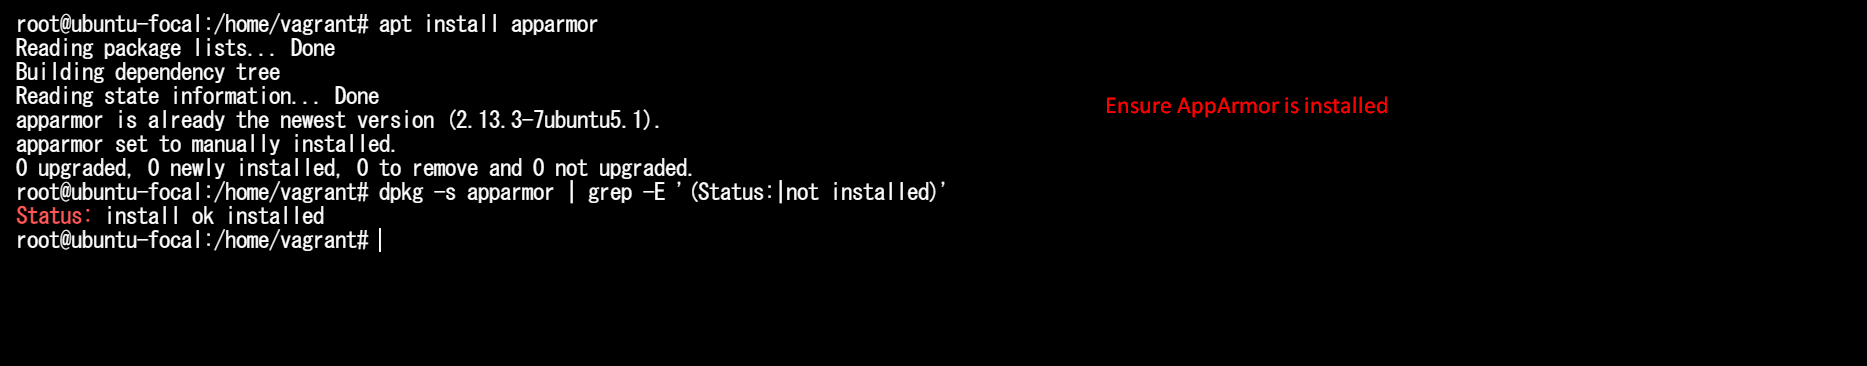 root@ubuntu-focal:/home/vagrant# apt install apparmor
Reading package lists... Done
Building dependency tree
Reading state information... Done
Ensure AppArmor is installed
apparmor is already the newest version (2.13.3-7ubuntu5.1).
apparmor set to manually installed.
0 upgraded, 0 newly installed, 0 to remove and 0 not upgraded.
root@ubuntu-focal:/home/vagrant# dpkg -s apparmor | grep -E '(Status:|not installed)'
Status: install ok installed
root@ubuntu-focal:/home/vagrant#